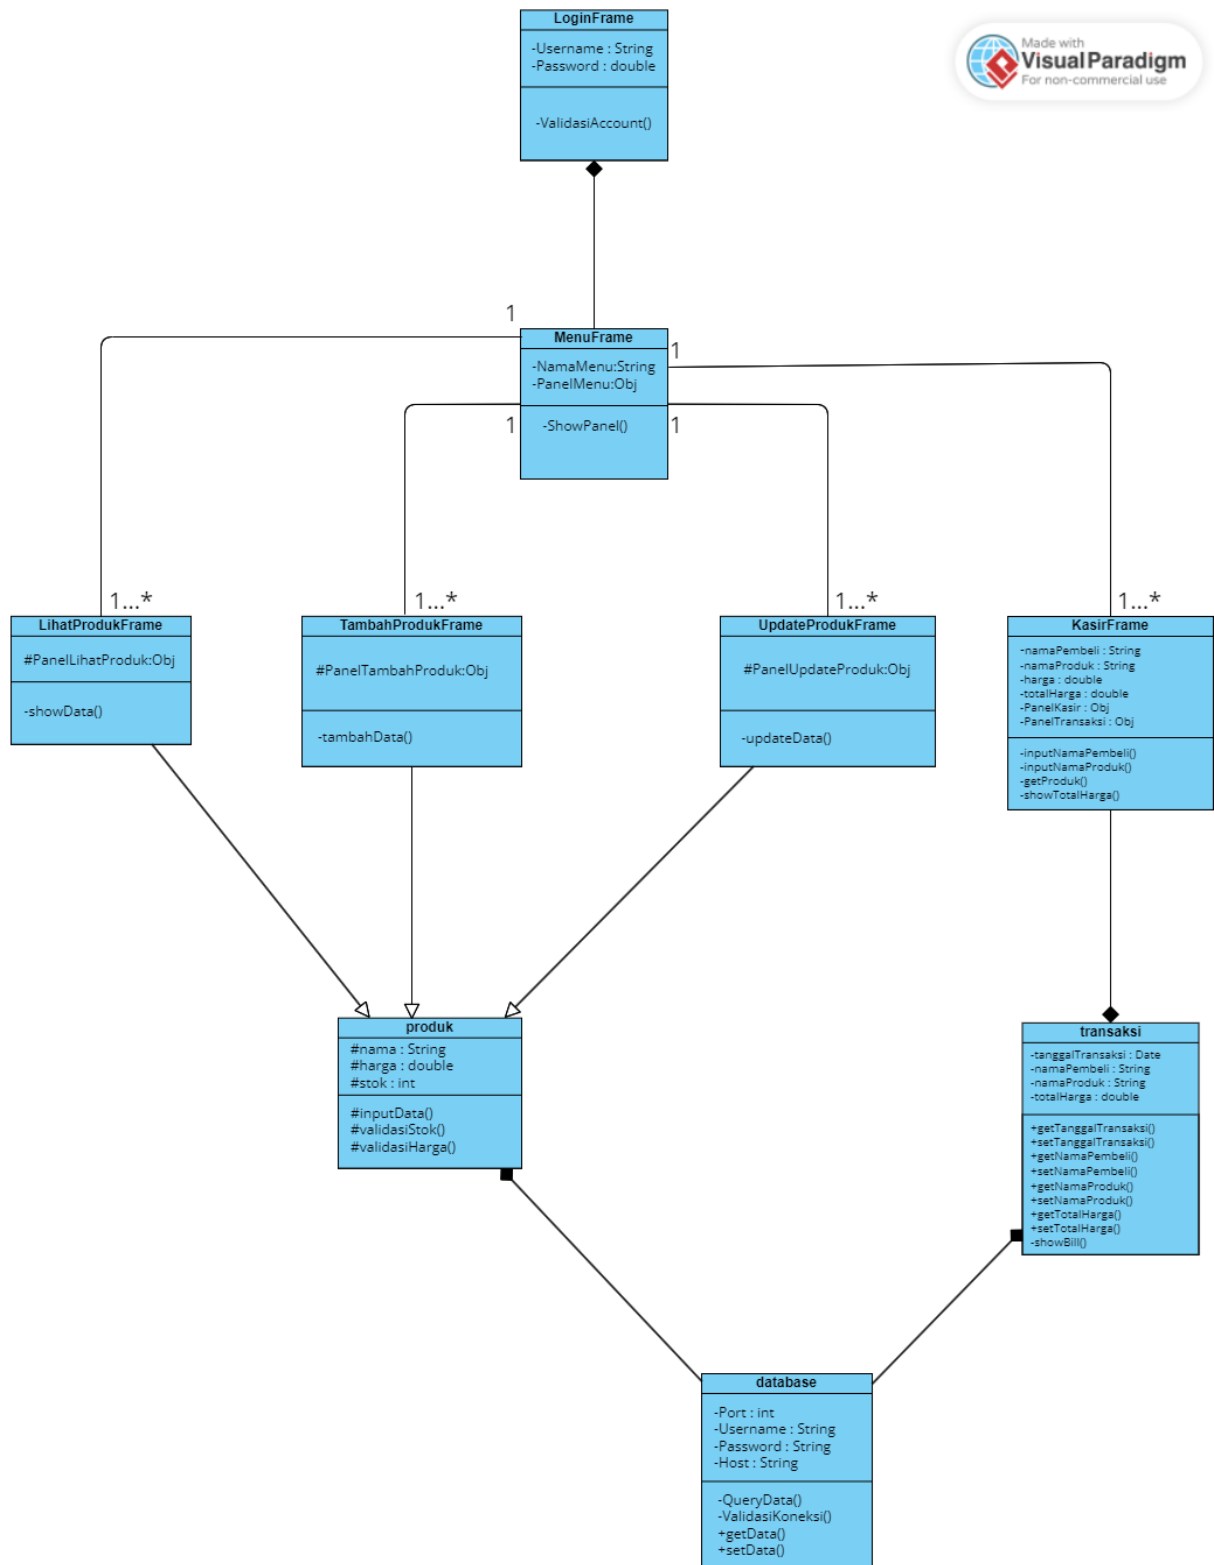 LoginFrame
-Username : String
-Password : double
-ValidasiAccount()
Made with
Visual Paradigm
For non-commercial use
1
MenuFrame
-NamaMenu:String
-PanelMenu:Obj
-ShowPanel()
1
1
1
1...*
1...*
1...*
1...*
LihatProdukFrame
#PanelLihatProduk:Obj
-showData()
TambahProdukFrame
#PanelTambahProduk:Obj
-tambahData()
UpdateProdukFrame
#PanelUpdateProduk:Obj
-updateData()
KasirFrame
-namaPembeli : String
-namaProduk : String
-harga : double
-totalHarga : double
-PanelKasir : Obj
-PanelTransaksi : Obj
-inputNamaPembeli()
-inputNamaProduk()
-getProduk()
-showTotalHarga()
produk
#nama : String
#harga : double
#stok : int
#inputData()
#validasiStok()
#validasiHarga()
transaksi
-tanggalTransaksi : Date
-namaPembeli : String
-namaProduk : String
-totalHarga : double
+getTanggalTransaksi()
+setTanggalTransaksi()
+getNamaPembeli()
+setNamaPembeli()
+getNamaProduk()
+setNamaProduk()
+getTotalHarga()
+setTotalHarga()
-showBill()
database
-Port : int
-Username : String
-Password : String
-Host : String
-QueryData()
-ValidasiKoneksi()
+getData()
+setData()